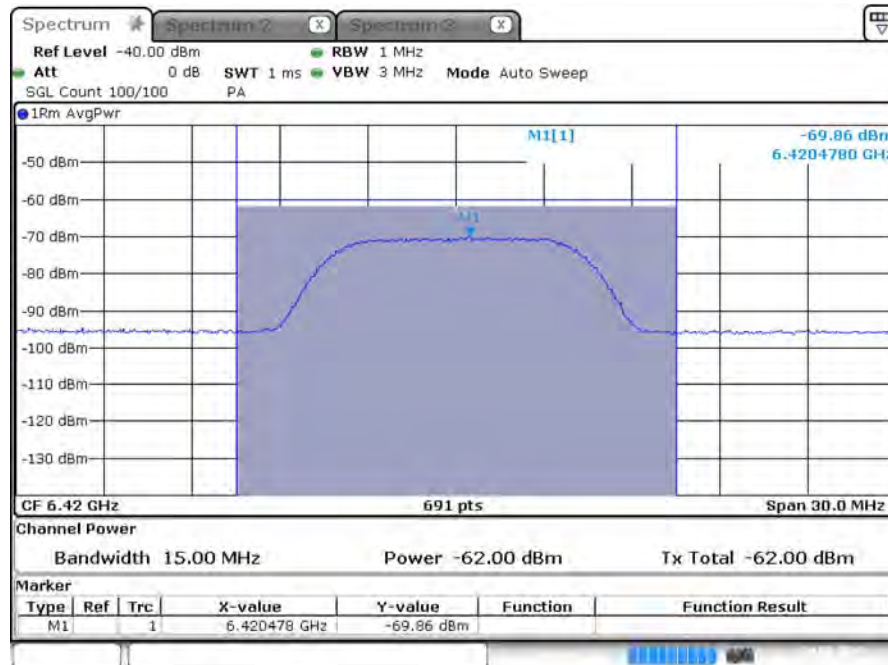 Spectrum Spectrum 2 X Spectrum 3 X
Ref Level -40.00 dBm RBW 1 MHz
Att 0 dB SWT 1 ms VBW 3 MHz Mode Auto Sweep
SGL Count 100/100 PA
1Rm AvgPwr
M1[1] -69.86 dBm
6.4204780 GHz
-50 dBm
-60 dBm
M1
-70 dBm
-80 dBm
-90 dBm
-100 dBm
-110 dBm
-120 dBm
-130 dBm
CF 6.42 GHz 691 pts Span 30.0 MHz
Channel Power
Bandwidth 15.00 MHz Power -62.00 dBm Tx Total -62.00 dBm
Marker
Type Ref Trc X-value Y-value Function Function Result
M1 1 6.420478 GHz -69.86 dBm